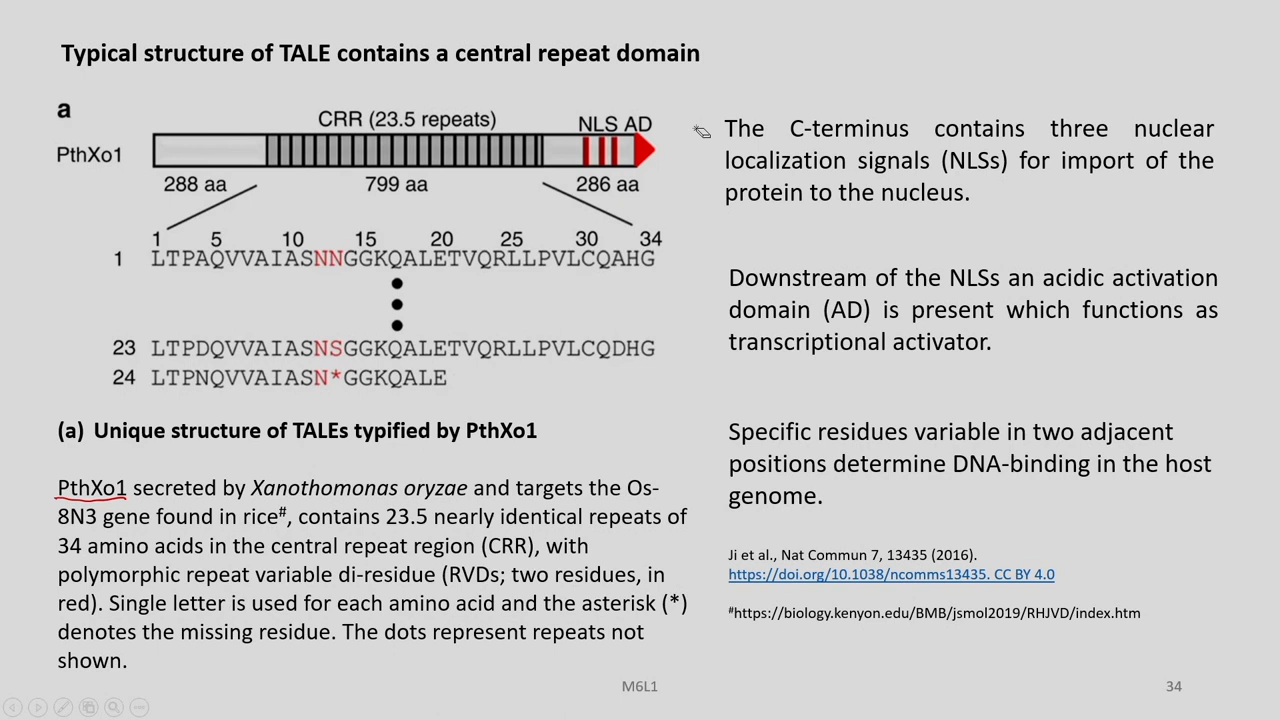 Typical structure of TALE contains a central repeat domain
a
CRR (23.5 repeats)
NLS AD
PthXo1
288 aa
799 aa
286 aa
1 5 10 15 20 25 30 34
1 LTPAQVVAIASNNGGKQALETVQRLLPVLCQAHG
23 LTPDQVVAIASNSGGKQALETVQRLLPVLCQDHG
24 LTPNQVVAIASN*GGKQALE
(a) Unique structure of TALEs typified by PthXo1
PthXo1 secreted by Xanothomonas oryzae and targets the Os-
8N3 gene found in rice#, contains 23.5 nearly identical repeats of
34 amino acids in the central repeat region (CRR), with
polymorphic repeat variable di-residue (RVDs; two residues, in
red). Single letter is used for each amino acid and the asterisk (*)
denotes the missing residue. The dots represent repeats not
shown.
The C-terminus contains three nuclear
localization signals (NLSs) for import of the
protein to the nucleus.
Downstream of the NLSs an acidic activation
domain (AD) is present which functions as
transcriptional activator.
Specific residues variable in two adjacent
positions determine DNA-binding in the host
genome.
Ji et al., Nat Commun 7, 13435 (2016).
https://doi.org/10.1038/ncomms13435. CC BY 4.0
#https://biology.kenyon.edu/BMB/jsmol2019/RHJVD/index.htm
M6L1
34